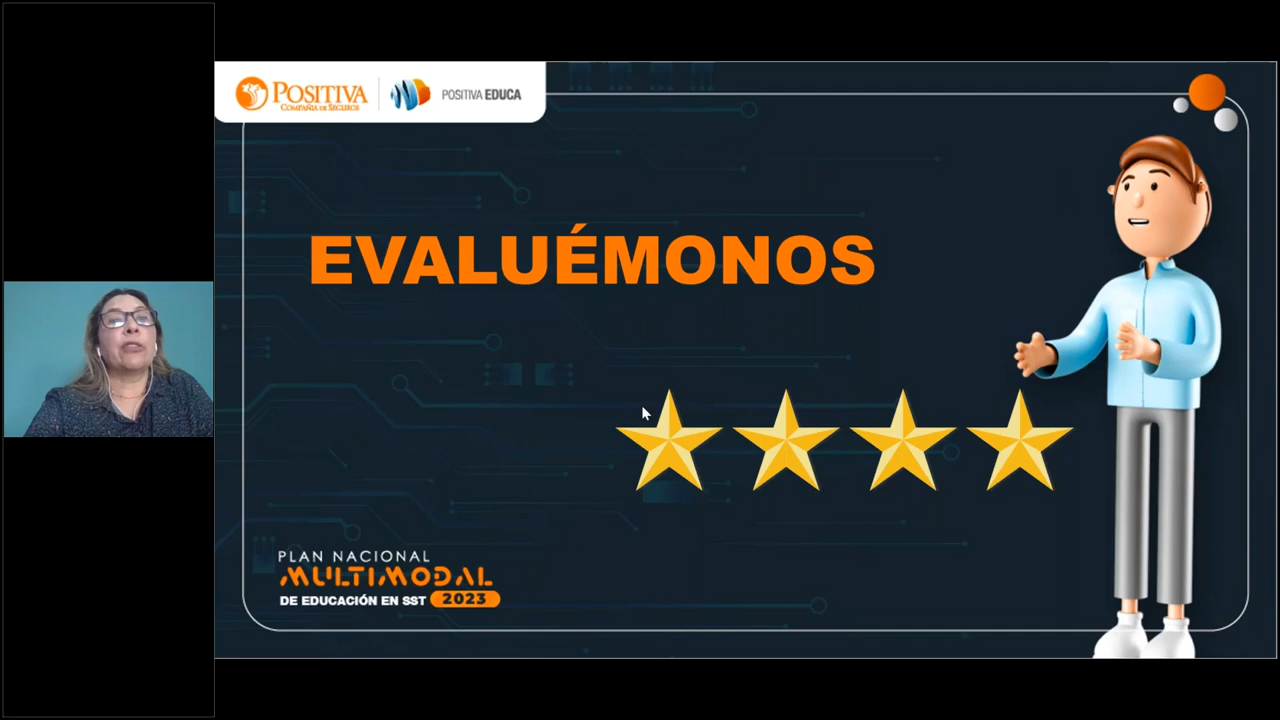 POSITIVA
COMPAÑÍA DE SEGUROS
POSITIVA EDUCA
EVALUÉMONOS
PLAN NACIONAL
MULTIMODAL
DE EDUCACIÓN EN SST 2023